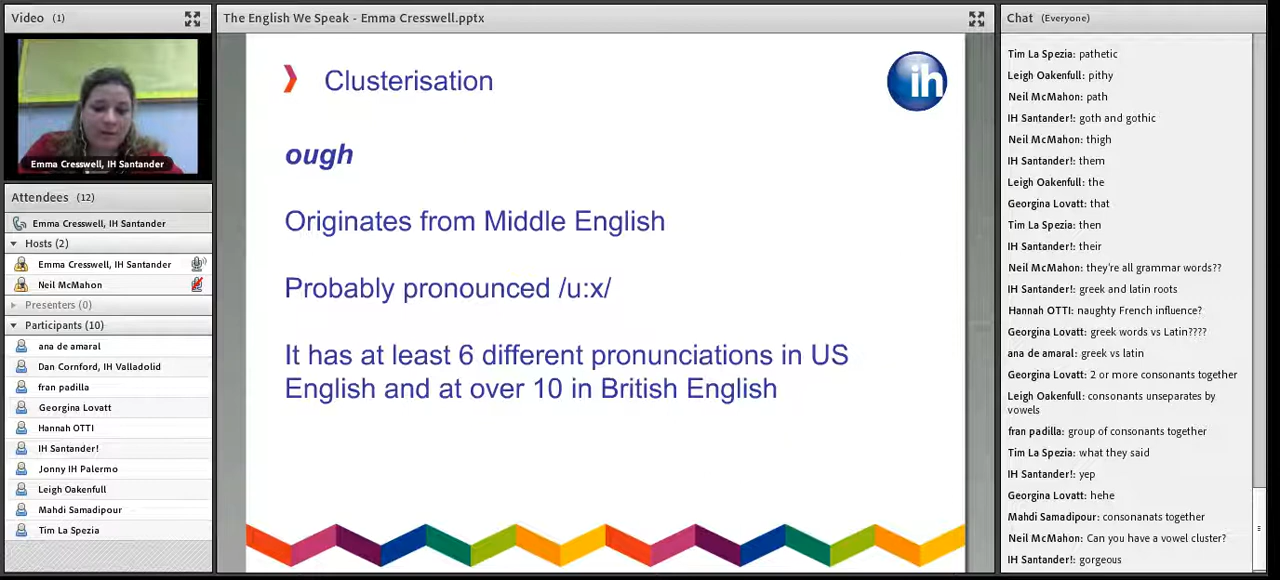 Video (1)
Emma Cresswell, IH Santander
Attendees (12)
Emma Cresswell, IH Santander
Hosts (2)
Emma Cresswell, IH Santander
Neil McMahon
Presenters (0)
Participants (10)
ana de amaral
Dan Cornford, IH Valladolid
fran padilla
Georgina Lovatt
Hannah OTTI
IH Santander!
Jonny IH Palermo
Leigh Oakenfull
Mahdi Samadipour
Tim La Spezia
The English We Speak - Emma Cresswell.pptx
Clusterisation
ih
ough
Originates from Middle English
Probably pronounced /u:x/
It has at least 6 different pronunciations in US
English and at over 10 in British English
Chat (Everyone)
Tim La Spezia: pathetic
Leigh Oakenfull: pithy
Neil McMahon: path
IH Santander!: goth and gothic
Neil McMahon: thigh
IH Santander!: them
Leigh Oakenfull: the
Georgina Lovatt: that
Tim La Spezia: then
IH Santander!: their
Neil McMahon: they're all grammar words??
IH Santander!: greek and latin roots
Hannah OTTI: naughty French influence?
Georgina Lovatt: greek words vs Latin????
ana de amaral: greek vs latin
Georgina Lovatt: 2 or more consonants together
Leigh Oakenfull: consonants unseparates by
vowels
fran padilla: group of consonants together
Tim La Spezia: what they said
IH Santander!: yep
Georgina Lovatt: hehe
Mahdi Samadipour: consonanats together
Neil McMahon: Can you have a vowel cluster?
IH Santander!: gorgeous